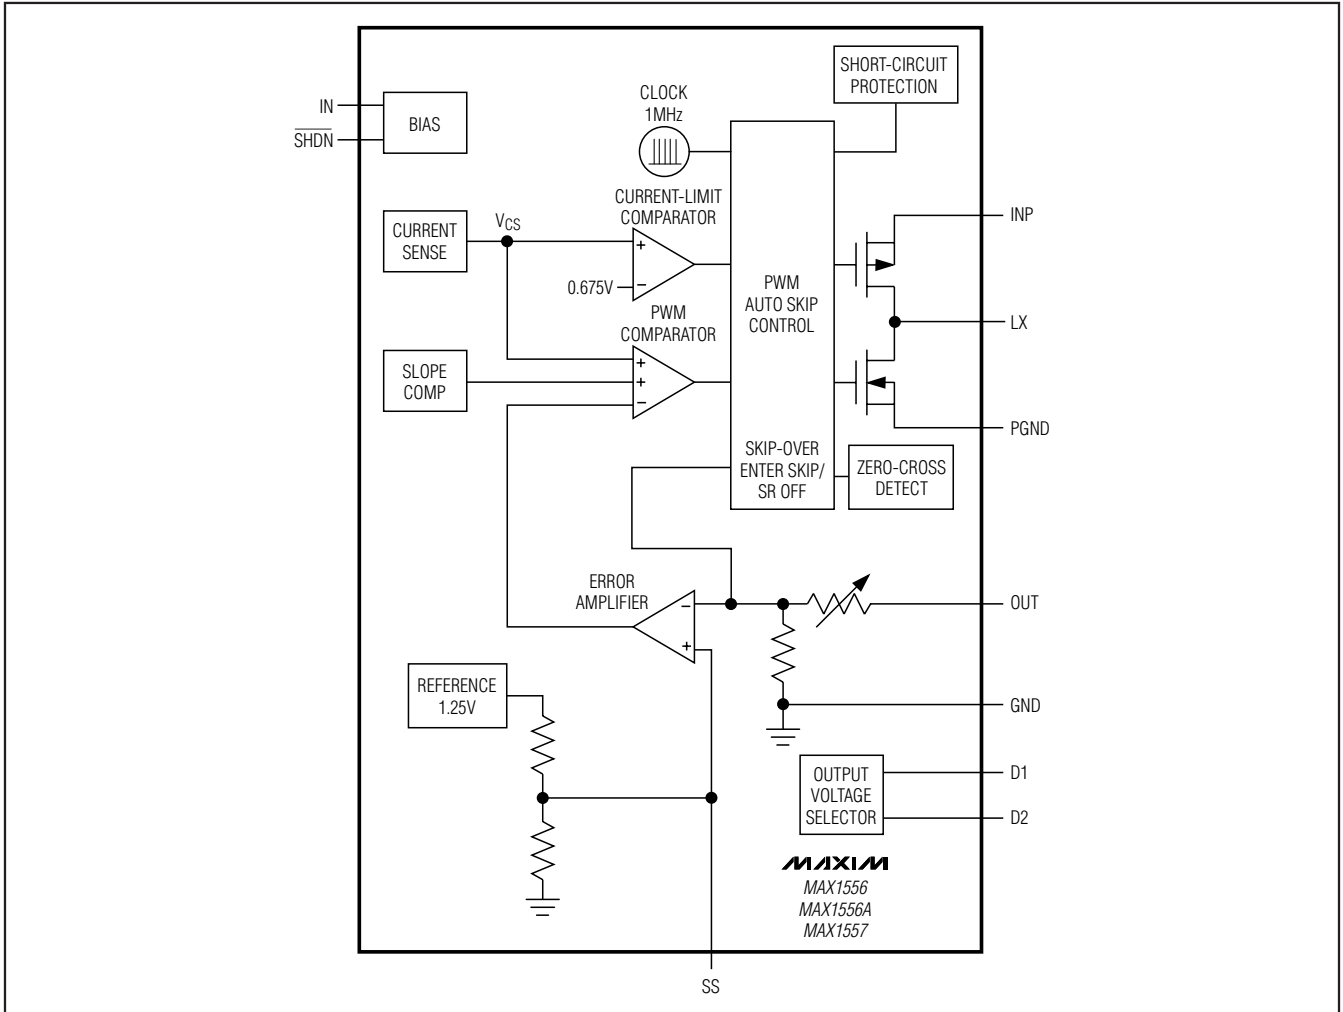 SHORT-CIRCUIT
PROTECTION
CLOCK
1MHz
IN
SHDN
BIAS
CURRENT-LIMIT
COMPARATOR
CURRENT
SENSE
VCS
+
−
0.675V
INP
PWM
AUTO SKIP
CONTROL
LX
PWM
COMPARATOR
SLOPE
COMP
+
+
−
PGND
SKIP-OVER
ENTER SKIP/
SR OFF
ZERO-CROSS
DETECT
ERROR
AMPLIFIER
−
+
OUT
REFERENCE
1.25V
GND
OUTPUT
VOLTAGE
SELECTOR
D1
D2
MAXIM
MAX1556
MAX1556A
MAX1557
SS